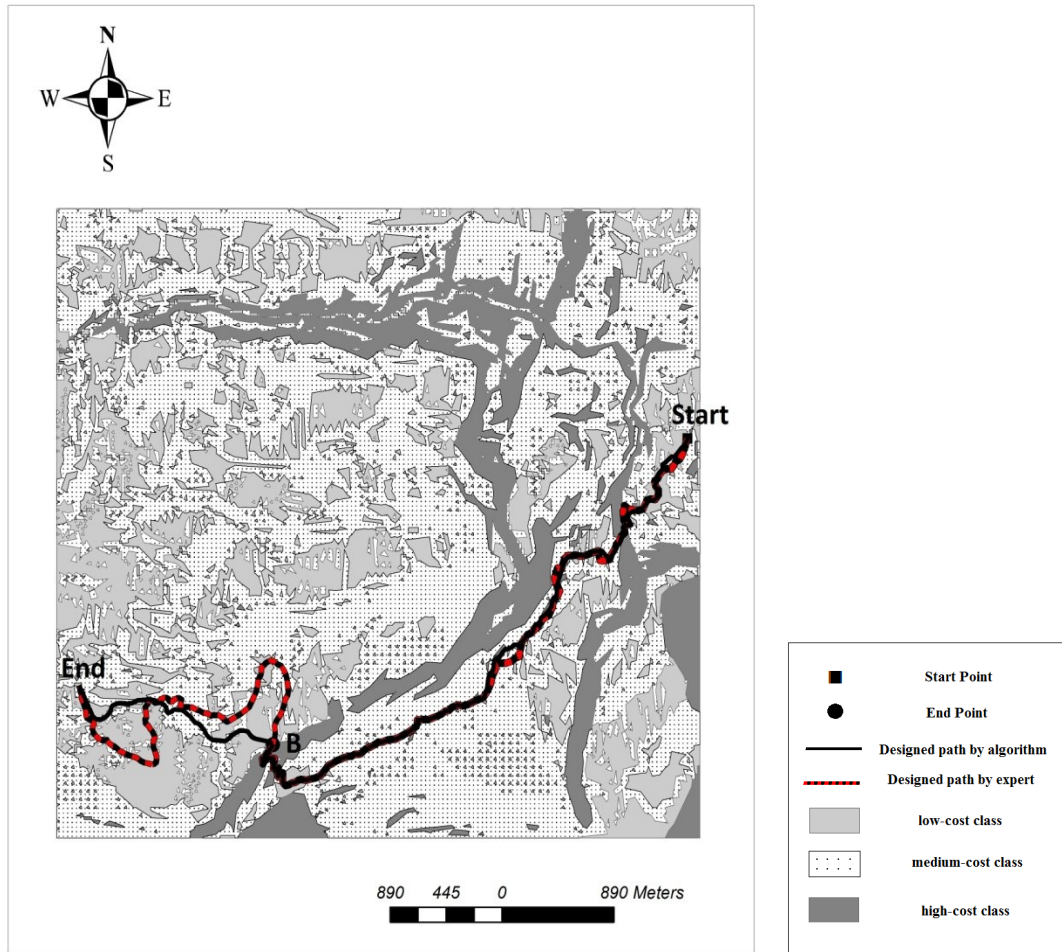 N
W E
S
Start
End
B
890 445 0 890 Meters
Start Point
End Point
Designed path by algorithm
Designed path by expert
low-cost class
medium-cost class
high-cost class